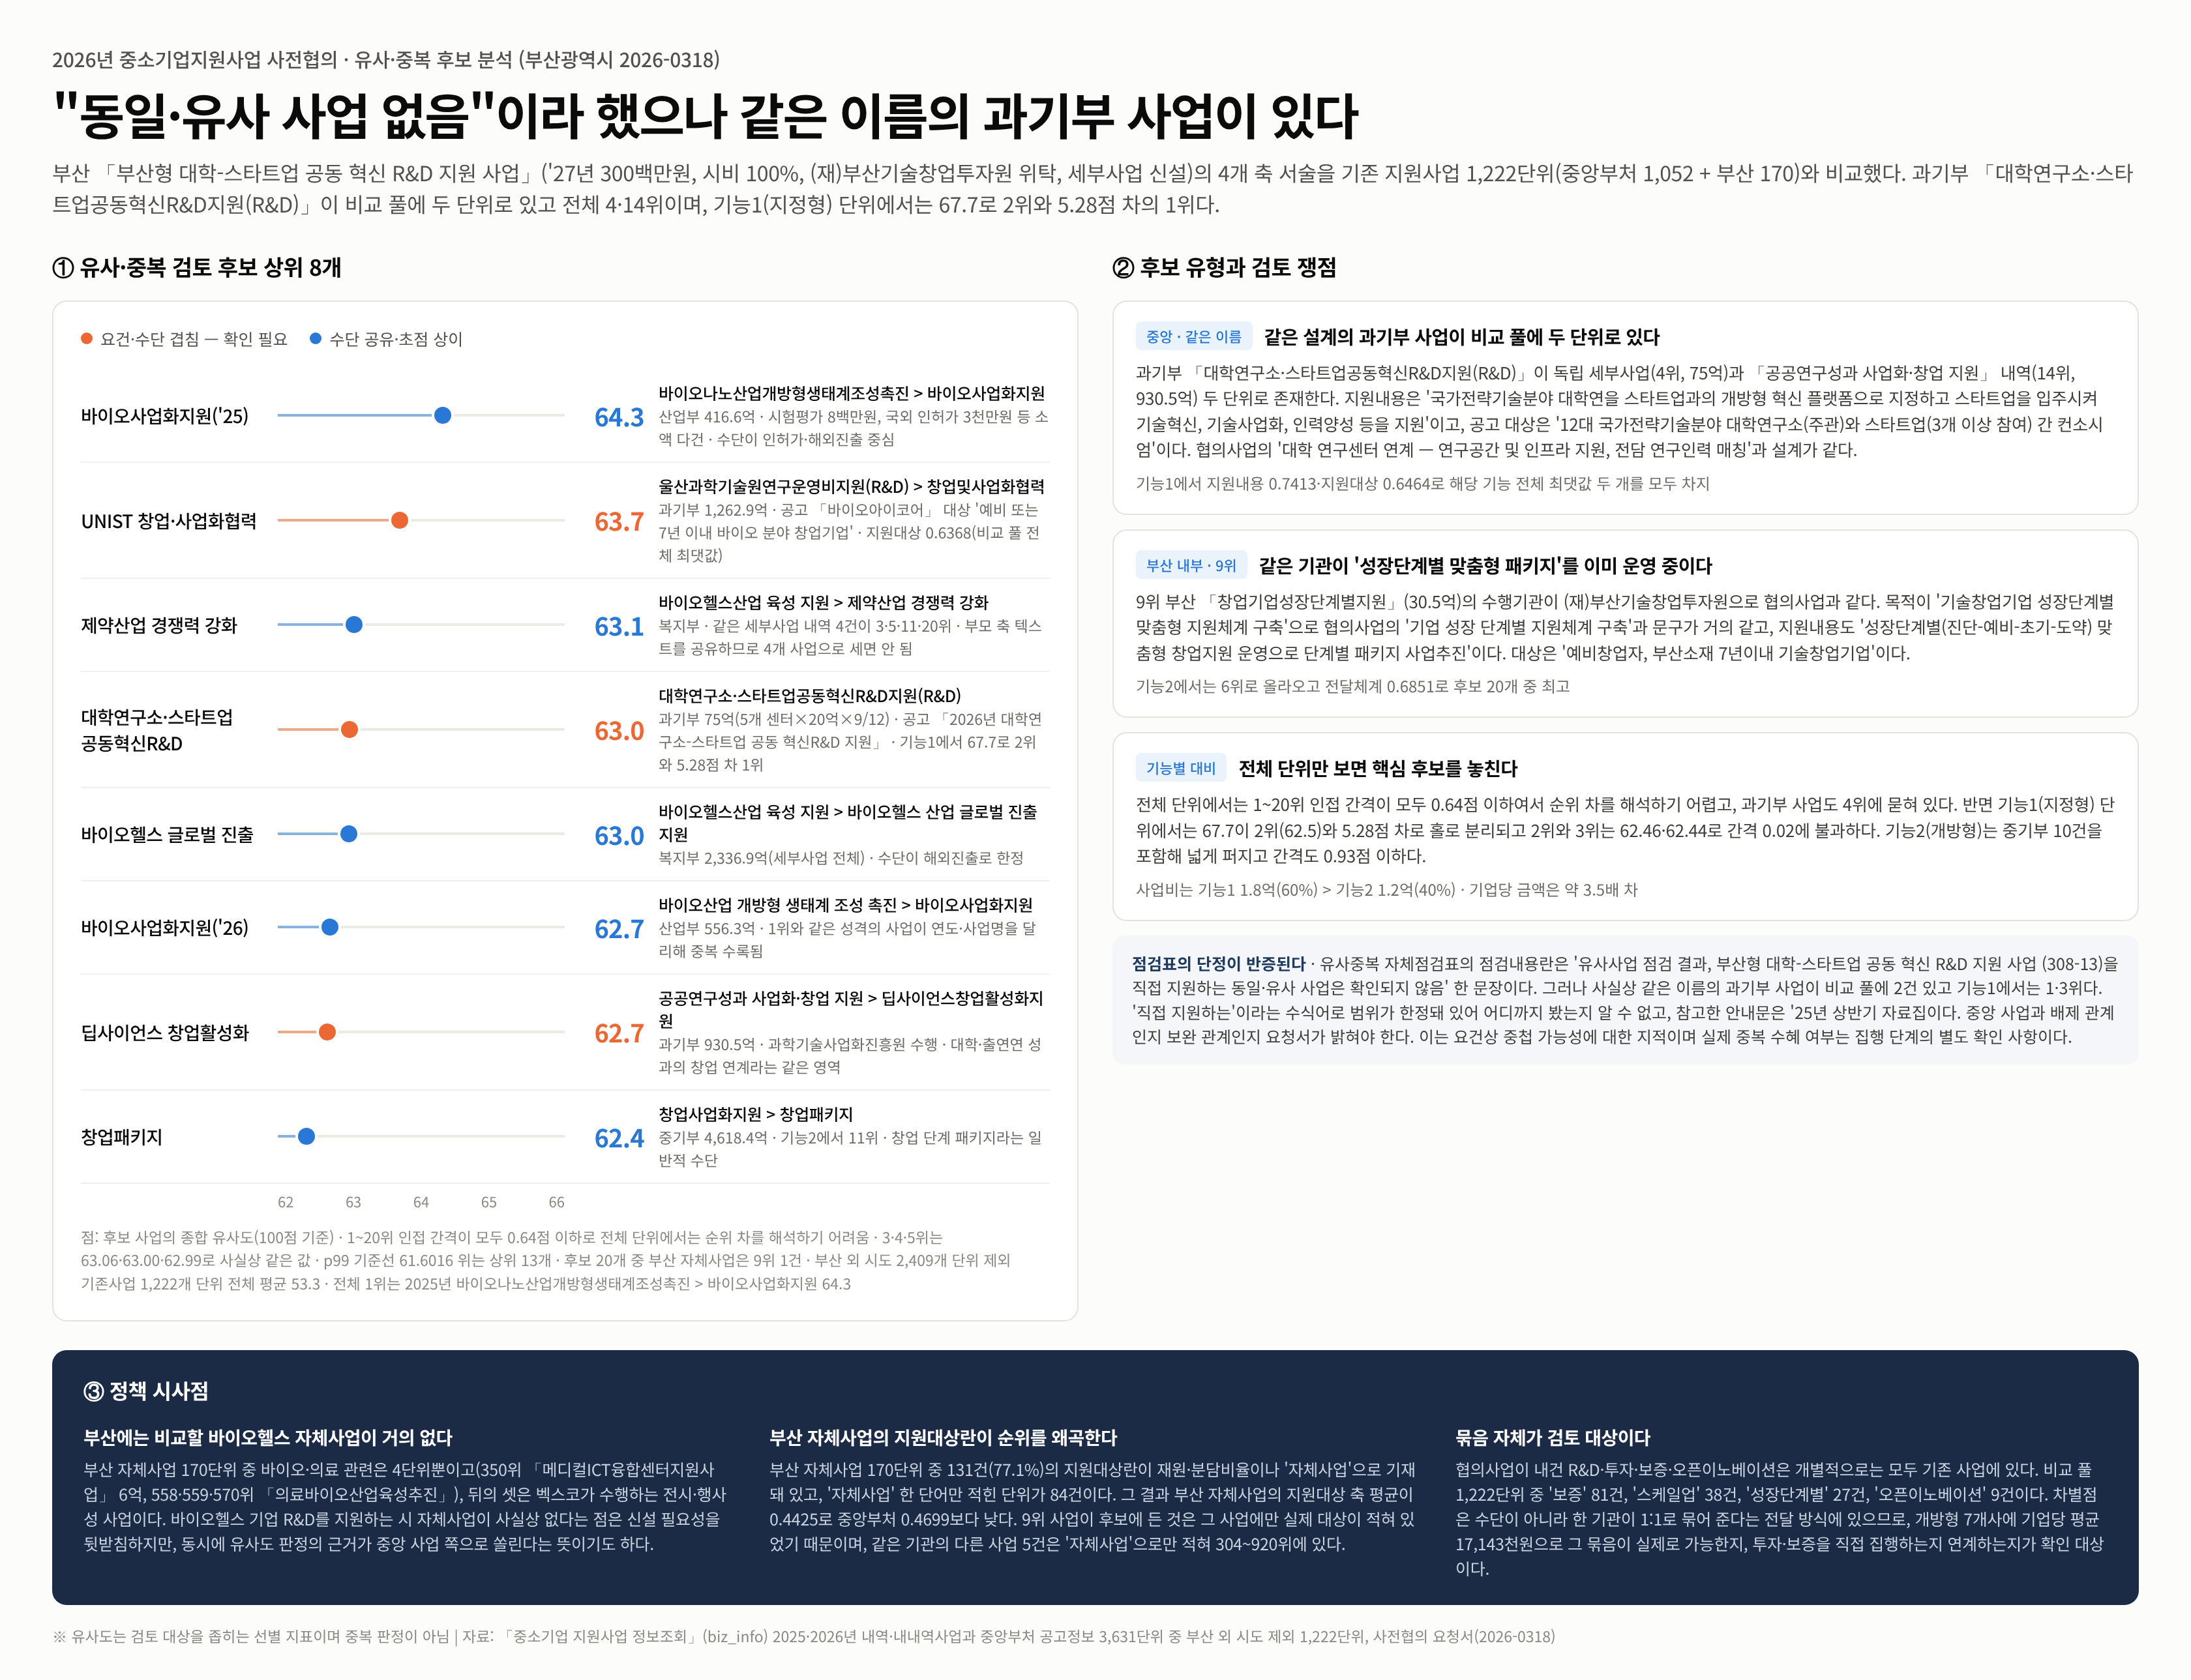 2026년 중소기업지원사업 사전협의 · 유사·중복 후보 분석 (부산광역시 2026-0318)
"동일·유사 사업 없음"이라 했으나 같은 이름의 과기부 사업이 있다
부산 「부산형 대학-스타트업 공동 혁신 R&D 지원 사업」('27년 300백만원, 시비 100%, (재)부산기술창업투자원 위탁, 세부사업 신설)의 4개 축 서술을 기존 지원사업 1,222단위(중앙부처 1,052 + 부산 170)와 비교했다. 과기부 「대학연구소·스타
트업공동혁신R&D지원(R&D)」이 비교 풀에 두 단위로 있고 전체 4·14위이며, 기능1(지정형) 단위에서는 67.7로 2위와 5.28점 차의 1위다.
① 유사·중복 검토 후보 상위 8개
요건·수단 겹침 — 확인 필요 수단 공유·초점 상이
바이오사업화지원('25)
64.3
바이오나노산업개방형생태계조성촉진 > 바이오사업화지원
산업부 416.6억 · 시험평가 8백만원, 국외 인허가 3천만원 등 소
액 다건 · 수단이 인허가·해외진출 중심
UNIST 창업·사업화협력
63.7
울산과학기술원연구운영비지원(R&D) > 창업및사업화협력
과기부 1,262.9억 · 공고 「바이오아이코어」 대상 '예비 또는
7년 이내 바이오 분야 창업기업' · 지원대상 0.6368(비교 풀 전
체 최댓값)
제약산업 경쟁력 강화
63.1
바이오헬스산업 육성 지원 > 제약산업 경쟁력 강화
복지부 · 같은 세부사업 내역 4건이 3·5·11·20위 · 부모 축 텍스
트를 공유하므로 4개 사업으로 세면 안 됨
대학연구소·스타트업
공동혁신R&D
63.0
대학연구소·스타트업공동혁신R&D지원(R&D)
과기부 75억(5개 센터×20억×9/12) · 공고 「2026년 대학연
구소-스타트업 공동 혁신R&D 지원」 · 기능1에서 67.7로 2위
와 5.28점 차 1위
바이오헬스 글로벌 진출
63.0
바이오헬스산업 육성 지원 > 바이오헬스 산업 글로벌 진출
지원
복지부 2,336.9억(세부사업 전체) · 수단이 해외진출로 한정
바이오사업화지원('26)
62.7
바이오산업 개방형 생태계 조성 촉진 > 바이오사업화지원
산업부 556.3억 · 1위와 같은 성격의 사업이 연도·사업명을 달
리해 중복 수록됨
딥사이언스 창업활성화
62.7
공공연구성과 사업화·창업 지원 > 딥사이언스창업활성화지
원
과기부 930.5억 · 과학기술사업화진흥원 수행 · 대학·출연연 성
과의 창업 연계라는 같은 영역
창업패키지
62.4
창업사업화지원 > 창업패키지
중기부 4,618.4억 · 기능2에서 11위 · 창업 단계 패키지라는 일
반적 수단
62 63 64 65 66
점: 후보 사업의 종합 유사도(100점 기준) · 1~20위 인접 간격이 모두 0.64점 이하로 전체 단위에서는 순위 차를 해석하기 어려움 · 3·4·5위는
63.06·63.00·62.99로 사실상 같은 값 · p99 기준선 61.6016 위는 상위 13개 · 후보 20개 중 부산 자체사업은 9위 1건 · 부산 외 시도 2,409개 단위 제외
기존사업 1,222개 단위 전체 평균 53.3 · 전체 1위는 2025년 바이오나노산업개방형생태계조성촉진 > 바이오사업화지원 64.3
② 후보 유형과 검토 쟁점
중앙 · 같은 이름 같은 설계의 과기부 사업이 비교 풀에 두 단위로 있다
과기부 「대학연구소·스타트업공동혁신R&D지원(R&D)」이 독립 세부사업(4위, 75억)과 「공공연구성과 사업화·창업 지원」 내역(14위,
930.5억) 두 단위로 존재한다. 지원내용은 '국가전략기술분야 대학연을 스타트업과의 개방형 혁신 플랫폼으로 지정하고 스타트업을 입주시켜
기술혁신, 기술사업화, 인력양성 등을 지원'이고, 공고 대상은 '12대 국가전략기술분야 대학연구소(주관)와 스타트업(3개 이상 참여) 간 컨소시
엄'이다. 협의사업의 '대학 연구센터 연계 — 연구공간 및 인프라 지원, 전담 연구인력 매칭'과 설계가 같다.
기능1에서 지원내용 0.7413·지원대상 0.6464로 해당 기능 전체 최댓값 두 개를 모두 차지
부산 내부 · 9위 같은 기관이 '성장단계별 맞춤형 패키지'를 이미 운영 중이다
9위 부산 「창업기업성장단계별지원」(30.5억)의 수행기관이 (재)부산기술창업투자원으로 협의사업과 같다. 목적이 '기술창업기업 성장단계별
맞춤형 지원체계 구축'으로 협의사업의 '기업 성장 단계별 지원체계 구축'과 문구가 거의 같고, 지원내용도 '성장단계별(진단-예비-초기-도약) 맞
춤형 창업지원 운영으로 단계별 패키지 사업추진'이다. 대상은 '예비창업자, 부산소재 7년이내 기술창업기업'이다.
기능2에서는 6위로 올라오고 전달체계 0.6851로 후보 20개 중 최고
기능별 대비 전체 단위만 보면 핵심 후보를 놓친다
전체 단위에서는 1~20위 인접 간격이 모두 0.64점 이하여서 순위 차를 해석하기 어렵고, 과기부 사업도 4위에 묻혀 있다. 반면 기능1(지정형) 단
위에서는 67.7이 2위(62.5)와 5.28점 차로 홀로 분리되고 2위와 3위는 62.46·62.44로 간격 0.02에 불과하다. 기능2(개방형)는 중기부 10건을
포함해 넓게 퍼지고 간격도 0.93점 이하다.
사업비는 기능1 1.8억(60%) > 기능2 1.2억(40%) · 기업당 금액은 약 3.5배 차
점검표의 단정이 반증된다 · 유사중복 자체점검표의 점검내용란은 '유사사업 점검 결과, 부산형 대학-스타트업 공동 혁신 R&D 지원 사업 (308-13)을
직접 지원하는 동일·유사 사업은 확인되지 않음' 한 문장이다. 그러나 사실상 같은 이름의 과기부 사업이 비교 풀에 2건 있고 기능1에서는 1·3위다.
'직접 지원하는'이라는 수식어로 범위가 한정돼 있어 어디까지 봤는지 알 수 없고, 참고한 안내문은 '25년 상반기 자료집이다. 중앙 사업과 배제 관계
인지 보완 관계인지 요청서가 밝혀야 한다. 이는 요건상 중첩 가능성에 대한 지적이며 실제 중복 수혜 여부는 집행 단계의 별도 확인 사항이다.
③ 정책 시사점
부산에는 비교할 바이오헬스 자체사업이 거의 없다
부산 자체사업 170단위 중 바이오·의료 관련은 4단위뿐이고(350위 「메디컬ICT융합센터지원사
업」 6억, 558·559·570위 「의료바이오산업육성추진」), 뒤의 셋은 벡스코가 수행하는 전시·행사
성 사업이다. 바이오헬스 기업 R&D를 지원하는 시 자체사업이 사실상 없다는 점은 신설 필요성을
뒷받침하지만, 동시에 유사도 판정의 근거가 중앙 사업 쪽으로 쏠린다는 뜻이기도 하다.
부산 자체사업의 지원대상란이 순위를 왜곡한다
부산 자체사업 170단위 중 131건(77.1%)의 지원대상란이 재원·분담비율이나 '자체사업'으로 기재
돼 있고, '자체사업' 한 단어만 적힌 단위가 84건이다. 그 결과 부산 자체사업의 지원대상 축 평균이
0.4425로 중앙부처 0.4699보다 낮다. 9위 사업이 후보에 든 것은 그 사업에만 실제 대상이 적혀 있
었기 때문이며, 같은 기관의 다른 사업 5건은 '자체사업'으로만 적혀 304~920위에 있다.
묶음 자체가 검토 대상이다
협의사업이 내건 R&D·투자·보증·오픈이노베이션은 개별적으로는 모두 기존 사업에 있다. 비교 풀
1,222단위 중 '보증' 81건, '스케일업' 38건, '성장단계별' 27건, '오픈이노베이션' 9건이다. 차별점
은 수단이 아니라 한 기관이 1:1로 묶어 준다는 전달 방식에 있으므로, 개방형 7개사에 기업당 평균
17,143천원으로 그 묶음이 실제로 가능한지, 투자·보증을 직접 집행하는지 연계하는지가 확인 대상
이다.
※ 유사도는 검토 대상을 좁히는 선별 지표이며 중복 판정이 아님 | 자료: 「중소기업 지원사업 정보조회」(biz_info) 2025·2026년 내역·내내역사업과 중앙부처 공고정보 3,631단위 중 부산 외 시도 제외 1,222단위, 사전협의 요청서(2026-0318)